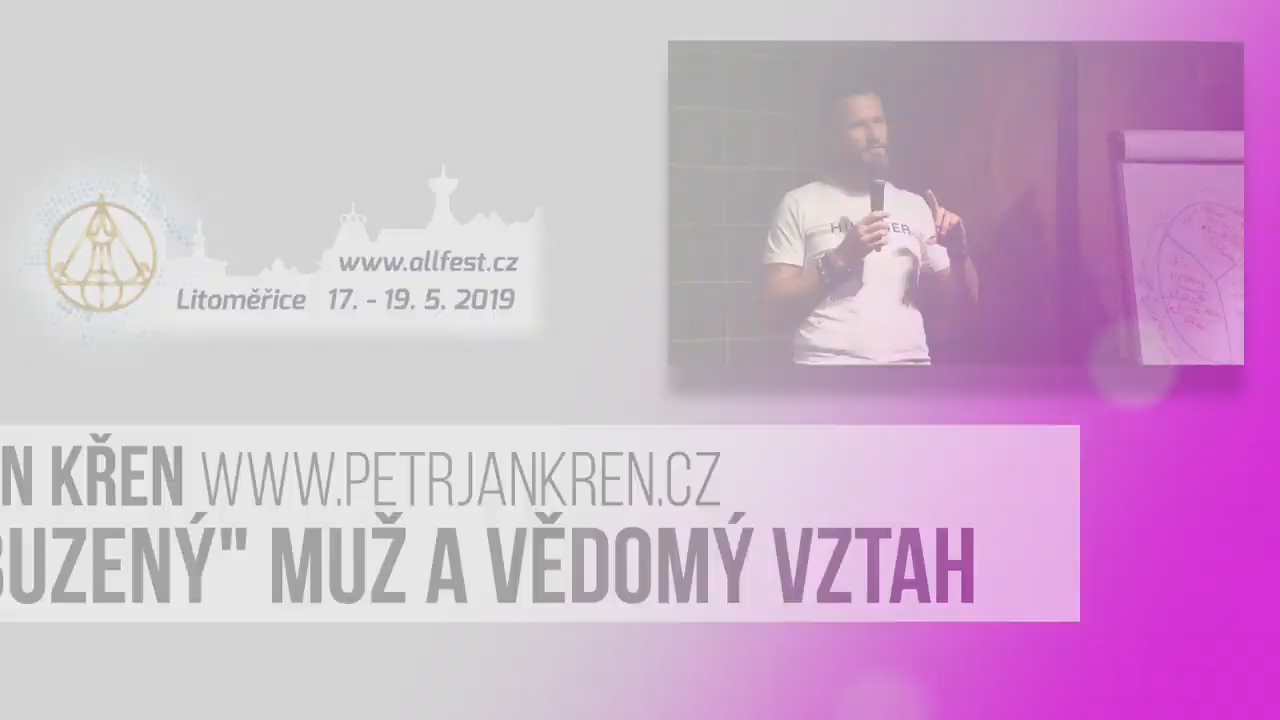 www.allfest.cz
Litoměřice 17. - 19. 5. 2019
N KŘEN WWW.PETRJANKREN.CZ
BUZENÝ" MUŽ A VĚDOMÝ VZTAH